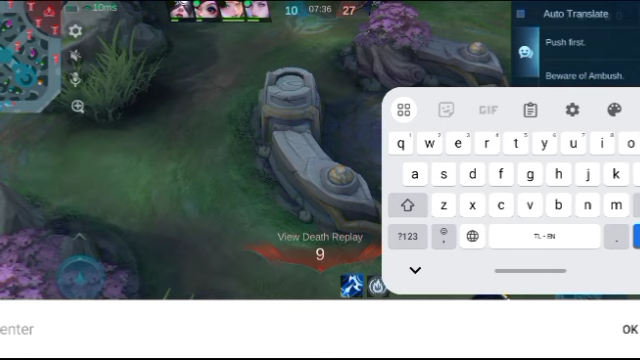 10ms
10 07:36 27
Auto Translate
Push first.
Beware of Ambush.
GIF
q w e r t y u i o
a s d f g h j k
z x c v b n m
?123 , TL • EN .
View Death Replay
9
enter
OK